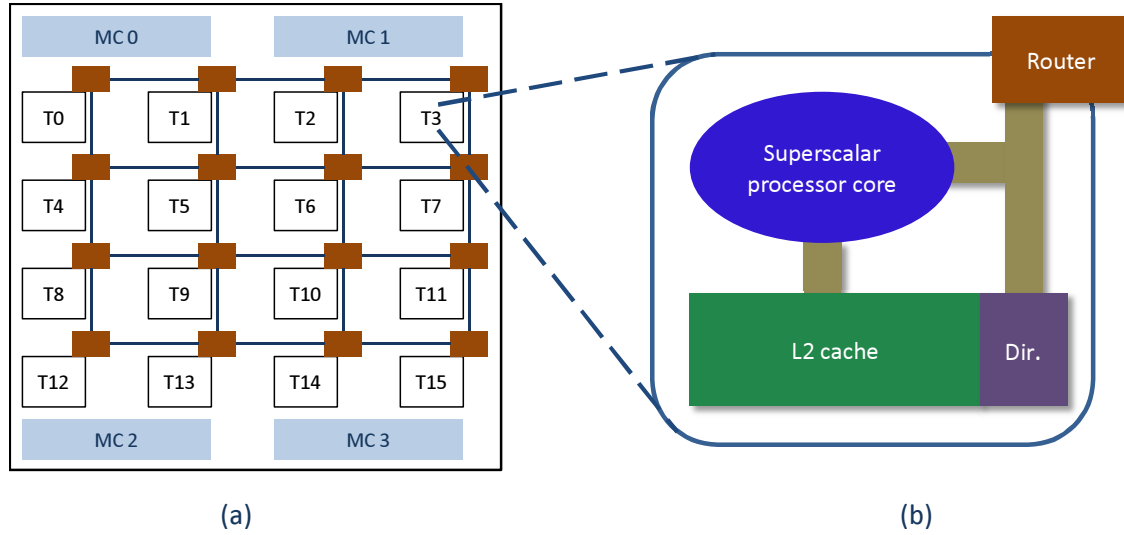 MC 0 MC 1
T0 T1 T2 T3
T4 T5 T6 T7
T8 T9 T10 T11
T12 T13 T14 T15
MC 2 MC 3
(a)
Router
Superscalar
processor core
L2 cache Dir.
(b)